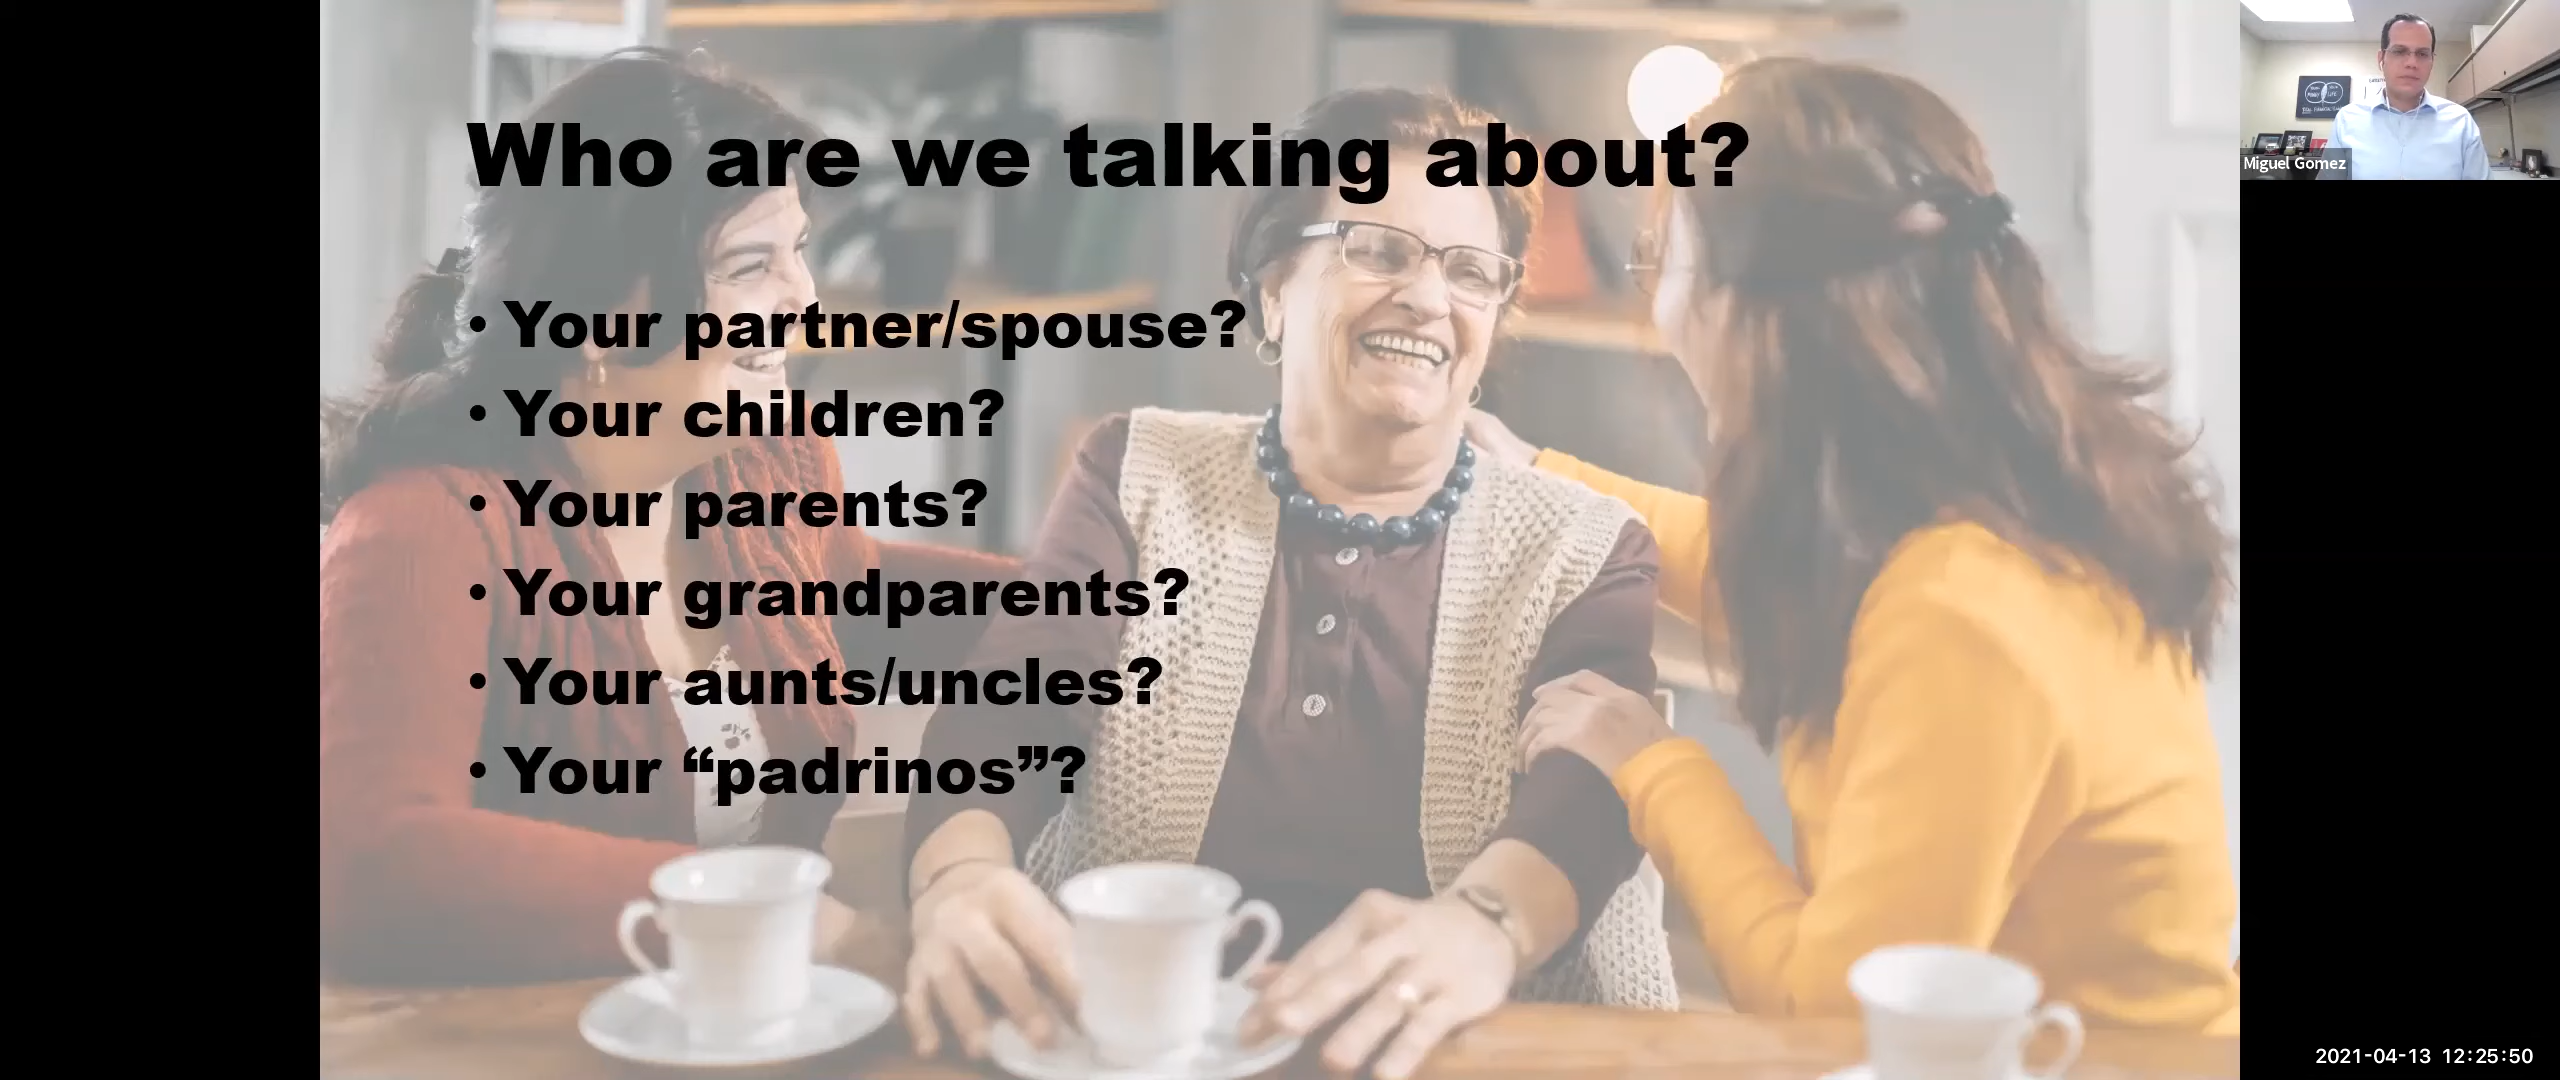 Who are we talking about?
• Your partner/spouse?
• Your children?
• Your parents?
• Your grandparents?
• Your aunts/uncles?
• Your “padrinos”?
Miguel Gomez
2021-04-13 12:25:50